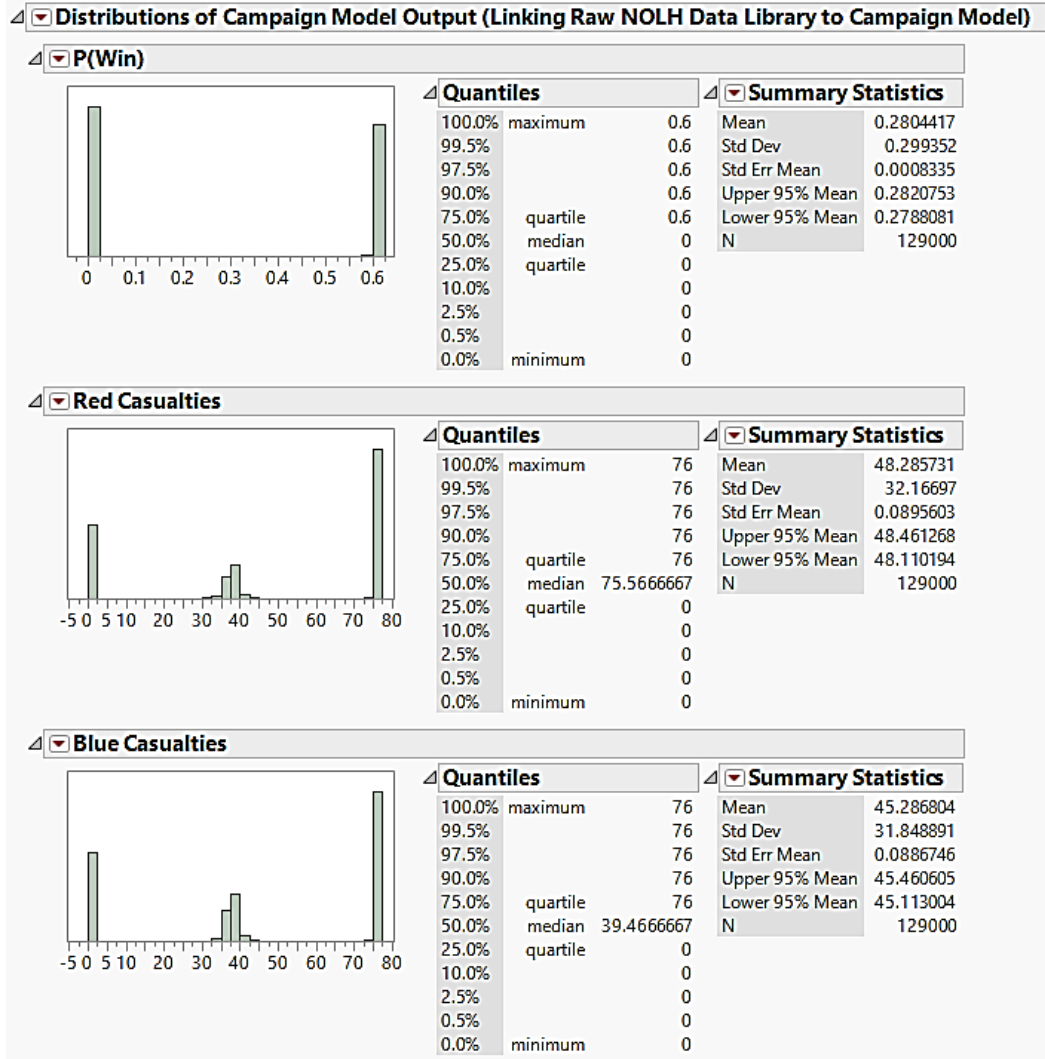 Distributions of Campaign Model Output (Linking Raw NOLH Data Library to Campaign Model)
P(Win)
0 0.1 0.2 0.3 0.4 0.5 0.6
Quantiles
100.0% maximum 0.6
99.5% 0.6
97.5% 0.6
90.0% 0.6
75.0% quartile 0.6
50.0% median 0
25.0% quartile 0
10.0% 0
2.5% 0
0.5% 0
0.0% minimum 0
Summary Statistics
Mean 0.2804417
Std Dev 0.299352
Std Err Mean 0.0008335
Upper 95% Mean 0.2820753
Lower 95% Mean 0.2788081
N 129000
Red Casualties
-5 0 5 10 20 30 40 50 60 70 80
Quantiles
100.0% maximum 76
99.5% 76
97.5% 76
90.0% 76
75.0% quartile 76
50.0% median 75.5666667
25.0% quartile 0
10.0% 0
2.5% 0
0.5% 0
0.0% minimum 0
Summary Statistics
Mean 48.285731
Std Dev 32.16697
Std Err Mean 0.0895603
Upper 95% Mean 48.461268
Lower 95% Mean 48.110194
N 129000
Blue Casualties
-5 0 5 10 20 30 40 50 60 70 80
Quantiles
100.0% maximum 76
99.5% 76
97.5% 76
90.0% 76
75.0% quartile 76
50.0% median 39.4666667
25.0% quartile 0
10.0% 0
2.5% 0
0.5% 0
0.0% minimum 0
Summary Statistics
Mean 45.286804
Std Dev 31.848891
Std Err Mean 0.0886746
Upper 95% Mean 45.460605
Lower 95% Mean 45.113004
N 129000